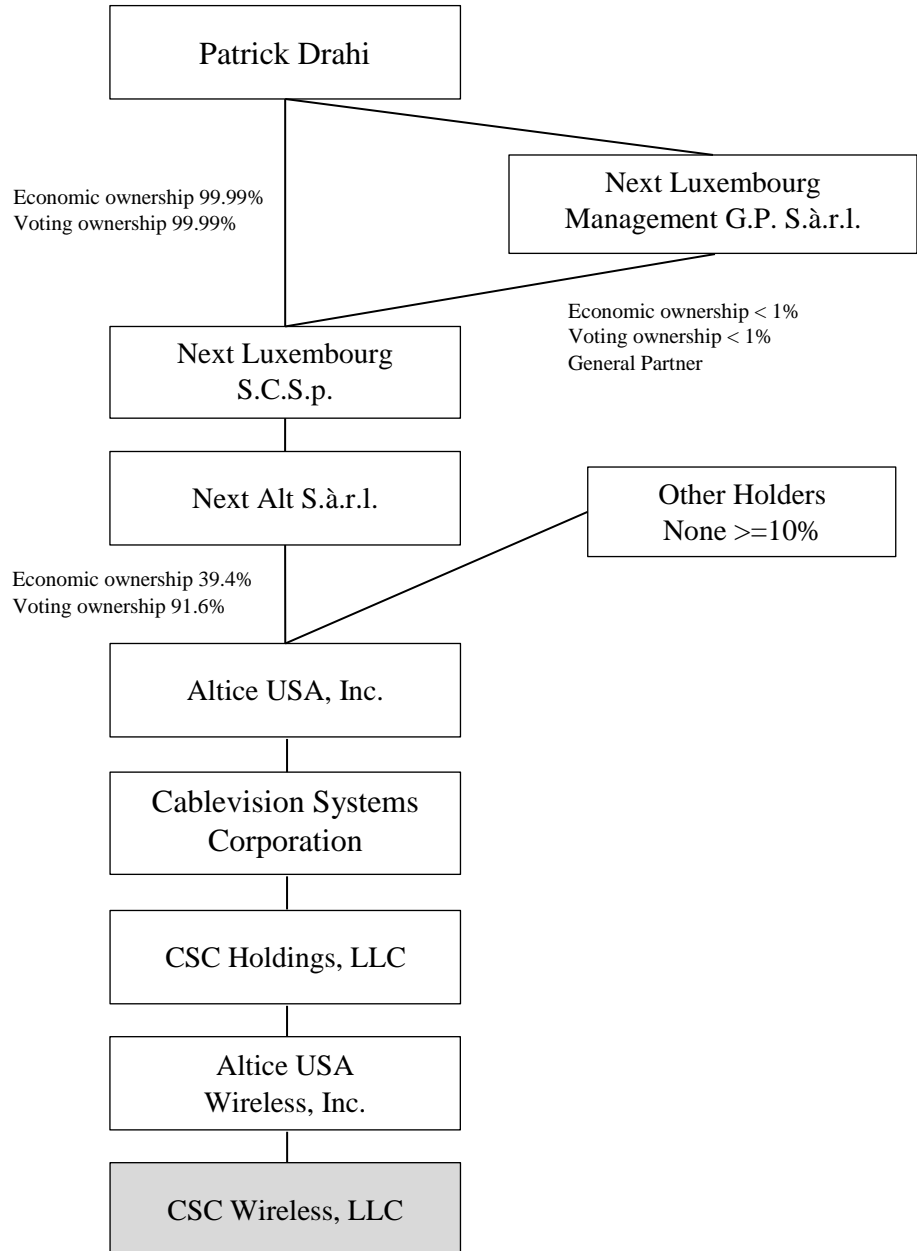 Patrick Drahi
Next Luxembourg
Management G.P. S.à.r.l.
Economic ownership 99.99%
Voting ownership 99.99%
Economic ownership < 1%
Voting ownership < 1%
General Partner
Next Luxembourg
S.C.S.p.
Next Alt S.à.r.l.
Other Holders
None >=10%
Economic ownership 39.4%
Voting ownership 91.6%
Altice USA, Inc.
Cablevision Systems
Corporation
CSC Holdings, LLC
Altice USA
Wireless, Inc.
CSC Wireless, LLC